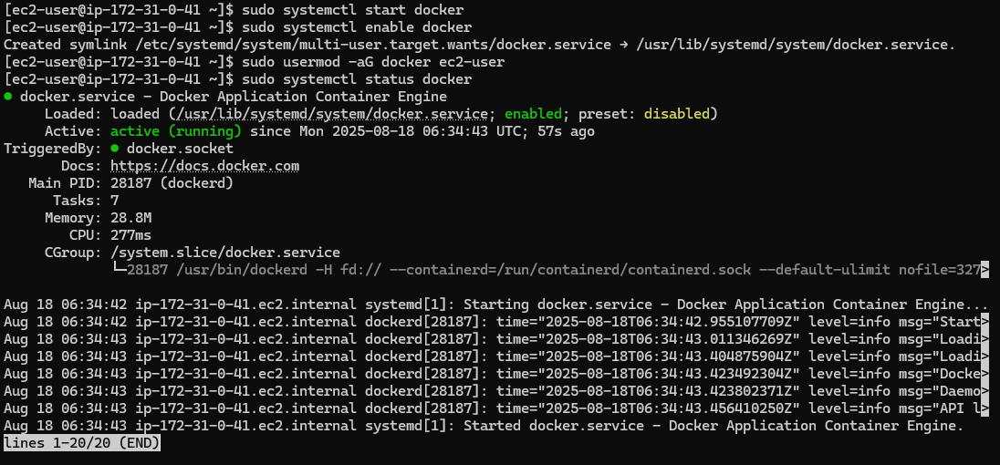 [ec2-user@ip-172-31-0-41 ~]$ sudo systemctl start docker
[ec2-user@ip-172-31-0-41 ~]$ sudo systemctl enable docker
Created symlink /etc/systemd/system/multi-user.target.wants/docker.service → /usr/lib/systemd/system/docker.service.
[ec2-user@ip-172-31-0-41 ~]$ sudo usermod -aG docker ec2-user
[ec2-user@ip-172-31-0-41 ~]$ sudo systemctl status docker
● docker.service - Docker Application Container Engine
     Loaded: loaded (/usr/lib/systemd/system/docker.service; enabled; preset: disabled)
     Active: active (running) since Mon 2025-08-18 06:34:43 UTC; 57s ago
TriggeredBy: ● docker.socket
       Docs: https://docs.docker.com
   Main PID: 28187 (dockerd)
      Tasks: 7
     Memory: 28.8M
        CPU: 277ms
     CGroup: /system.slice/docker.service
             └─28187 /usr/bin/dockerd -H fd:// --containerd=/run/containerd/containerd.sock --default-ulimit nofile=327>
Aug 18 06:34:42 ip-172-31-0-41.ec2.internal systemd[1]: Starting docker.service - Docker Application Container Engine...
Aug 18 06:34:42 ip-172-31-0-41.ec2.internal dockerd[28187]: time="2025-08-18T06:34:42.955107709Z" level=info msg="Start>
Aug 18 06:34:43 ip-172-31-0-41.ec2.internal dockerd[28187]: time="2025-08-18T06:34:43.011346269Z" level=info msg="Loadi>
Aug 18 06:34:43 ip-172-31-0-41.ec2.internal dockerd[28187]: time="2025-08-18T06:34:43.404875904Z" level=info msg="Loadi>
Aug 18 06:34:43 ip-172-31-0-41.ec2.internal dockerd[28187]: time="2025-08-18T06:34:43.423492304Z" level=info msg="Docke>
Aug 18 06:34:43 ip-172-31-0-41.ec2.internal dockerd[28187]: time="2025-08-18T06:34:43.423802371Z" level=info msg="Daemo>
Aug 18 06:34:43 ip-172-31-0-41.ec2.internal dockerd[28187]: time="2025-08-18T06:34:43.456410250Z" level=info msg="API l>
Aug 18 06:34:43 ip-172-31-0-41.ec2.internal systemd[1]: Started docker.service - Docker Application Container Engine.
lines 1-20/20 (END)